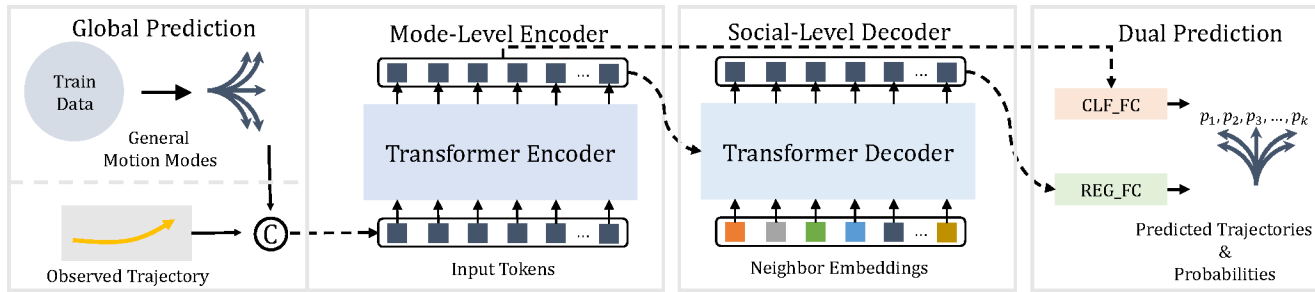 Global Prediction
Train
Data
General
Motion Modes
C
Observed Trajectory
Mode-Level Encoder
...
Transformer Encoder
...
Input Tokens
Social-Level Decoder
...
Transformer Decoder
...
Neighbor Embeddings
Dual Prediction
CLF_FC
p₁, p₂, p₃, ..., pₖ
REG_FC
Predicted Trajectories
&
Probabilities